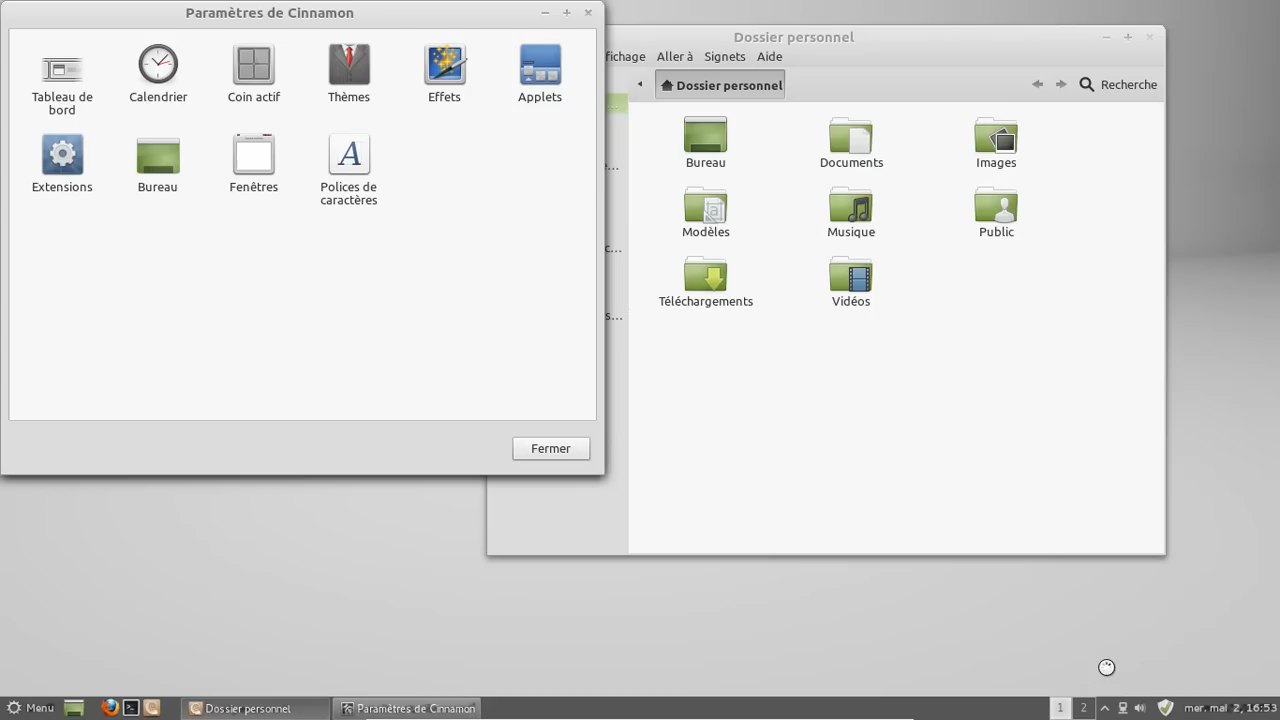 Paramètres de Cinnamon
Tableau de bord
Calendrier
Coin actif
Thèmes
Effets
Applets
Extensions
Bureau
Fenêtres
Polices de caractères
Fermer
Dossier personnel
fichage Aller à Signets Aide
Dossier personnel
Recherche
e...
c...
s...
Bureau
Documents
Images
Modèles
Musique
Public
Téléchargements
Vidéos
Menu
Dossier personnel
Paramètres de Cinnamon
1 2
mer. mai 2, 16:53